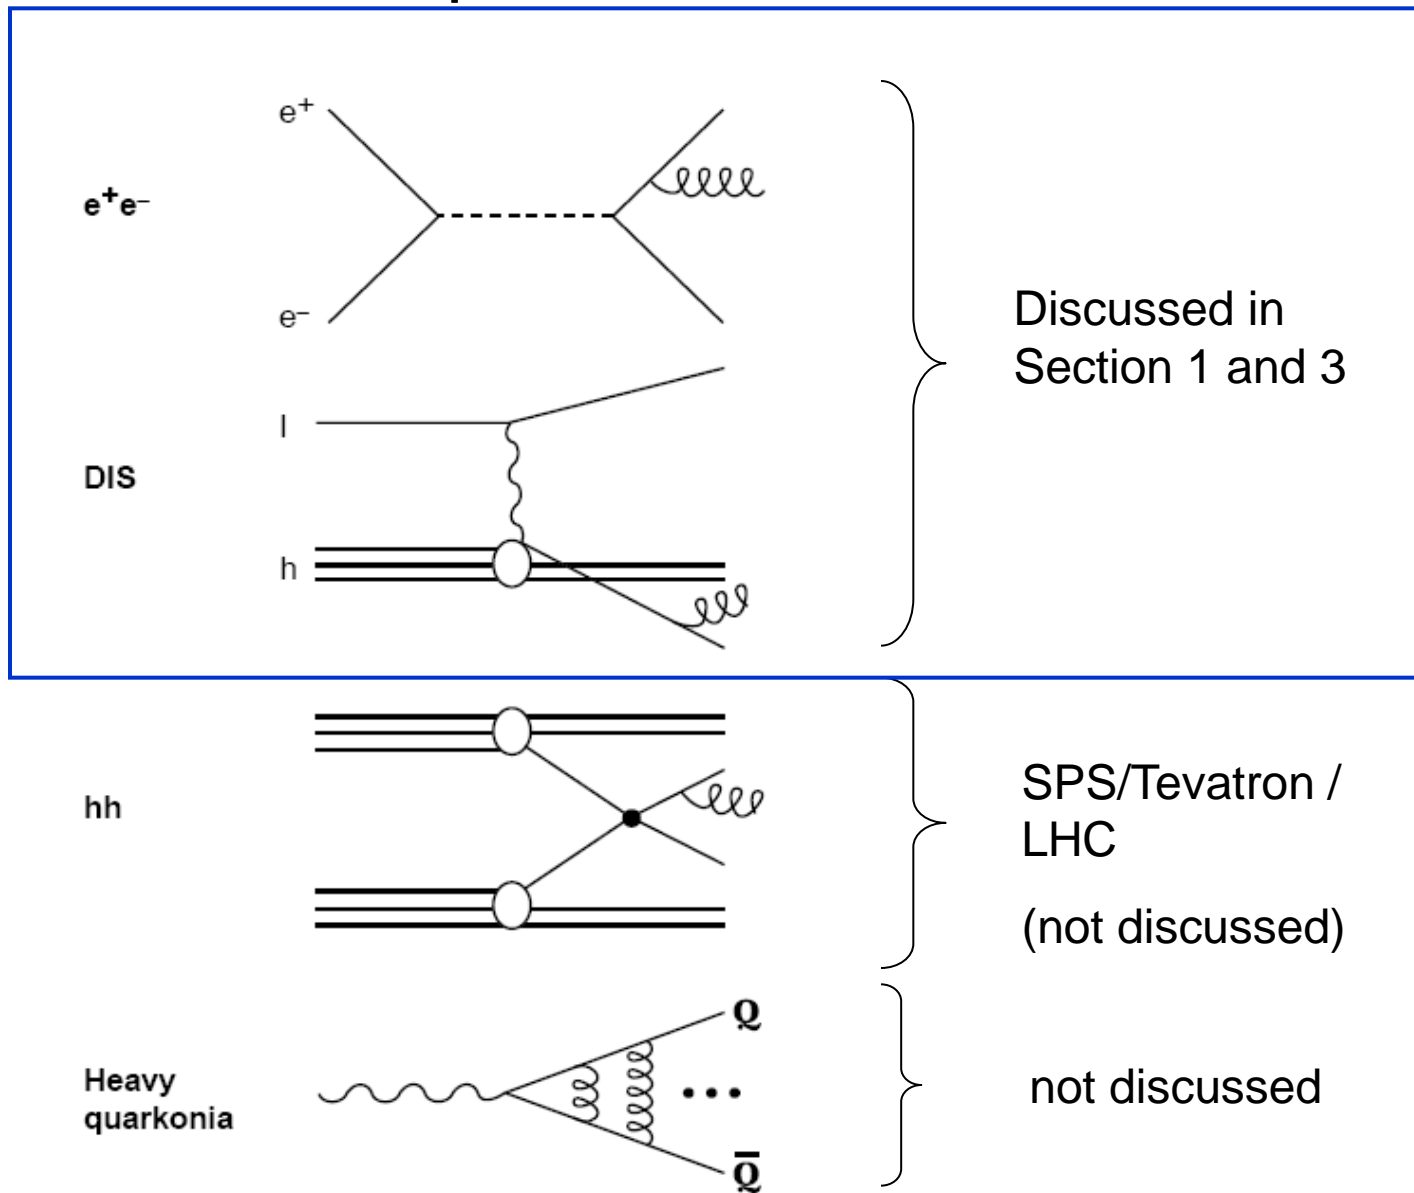 e⁺
e⁺e⁻
e⁻
Discussed in
Section 1 and 3
l
DIS
h
hh
SPS/Tevatron /
LHC
(not discussed)
Q
Heavy
quarkonia
not discussed
Q̅